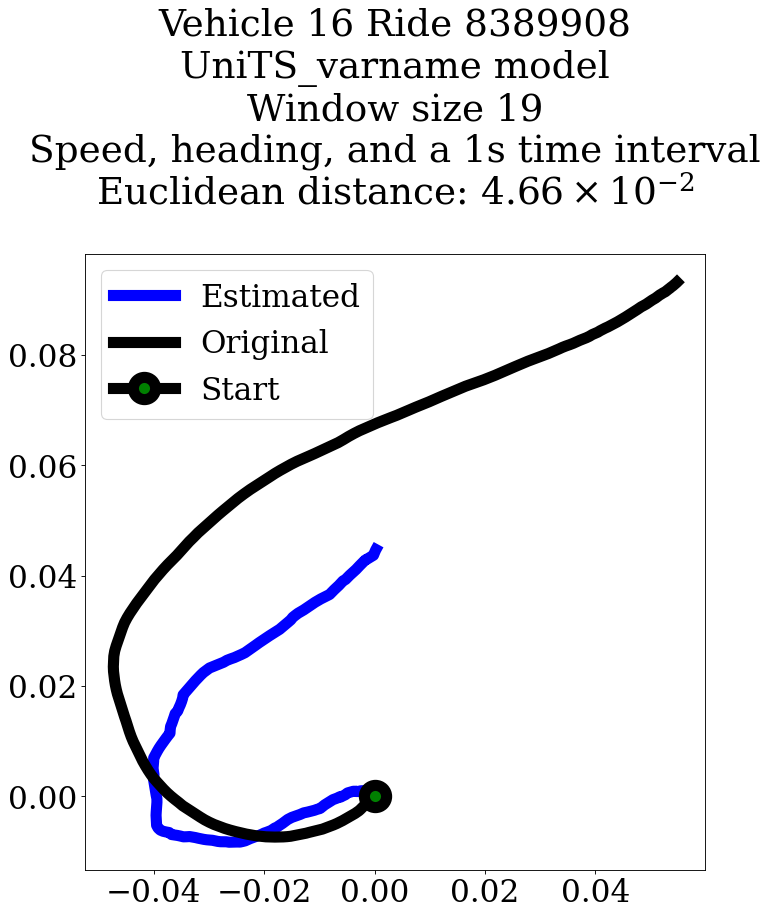 Vehicle 16 Ride 8389908
UniTS_varname model
Window size 19
Speed, heading, and a 1s time interval
Euclidean distance: 4.66 × 10⁻²
Estimated
Original
Start
0.08
0.06
0.04
0.02
0.00
−0.04 −0.02 0.00 0.02 0.04